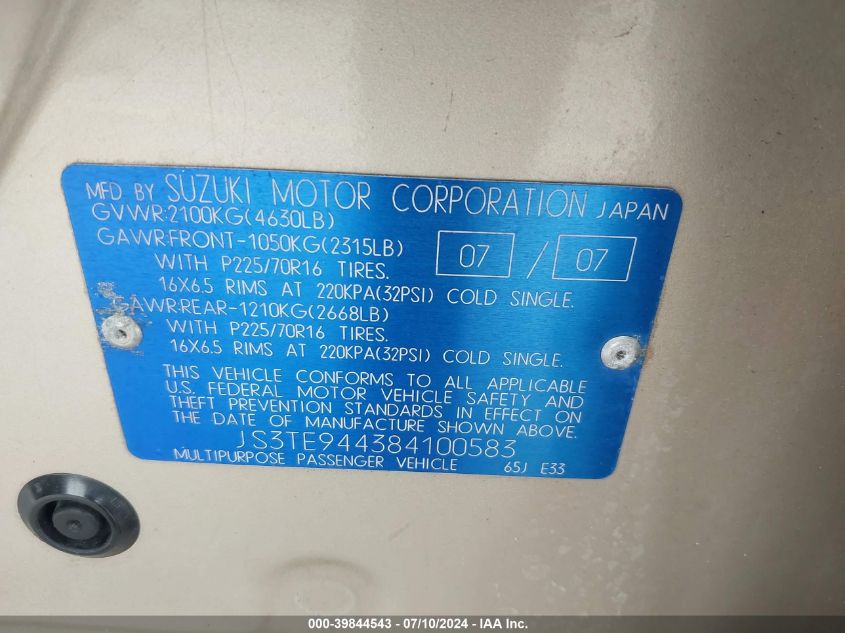 MFD BY SUZUKI MOTOR CORPORATION JAPAN
GVWR:2100KG(4630LB)
GAWR:FRONT-1050KG(2315LB) 07 / 07
WITH P225/70R16 TIRES.
16X6.5 RIMS AT 220KPA(32PSI) COLD SINGLE.
GAWR:REAR-1210KG(2668LB)
WITH P225/70R16 TIRES.
16X6.5 RIMS AT 220KPA(32PSI) COLD SINGLE.
THIS VEHICLE CONFORMS TO ALL APPLICABLE
U.S. FEDERAL MOTOR VEHICLE SAFETY AND
THEFT PREVENTION STANDARDS IN EFFECT ON
THE DATE OF MANUFACTURE SHOWN ABOVE.
JS3TE944384100583
MULTIPURPOSE PASSENGER VEHICLE 65J E33
000-39844543 - 07/10/2024 - IAA Inc.